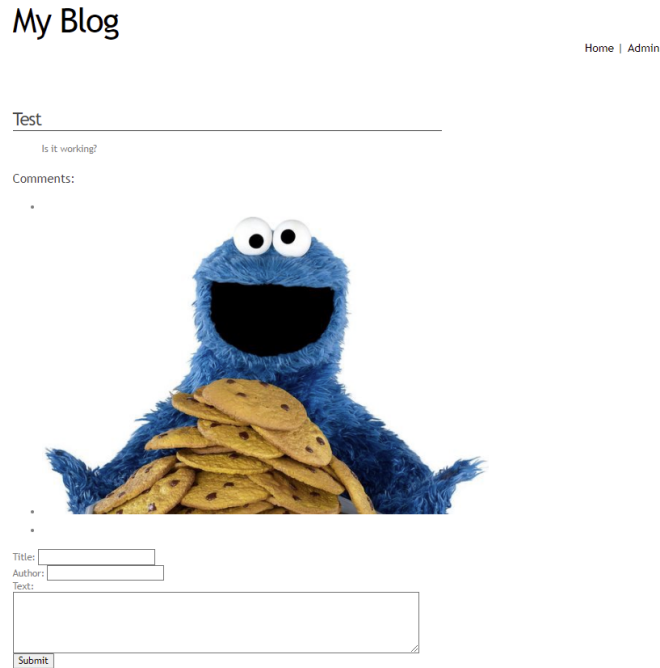 My Blog
Home | Admin
Test
Is it working?
Comments:
Title:
Author:
Text:
Submit